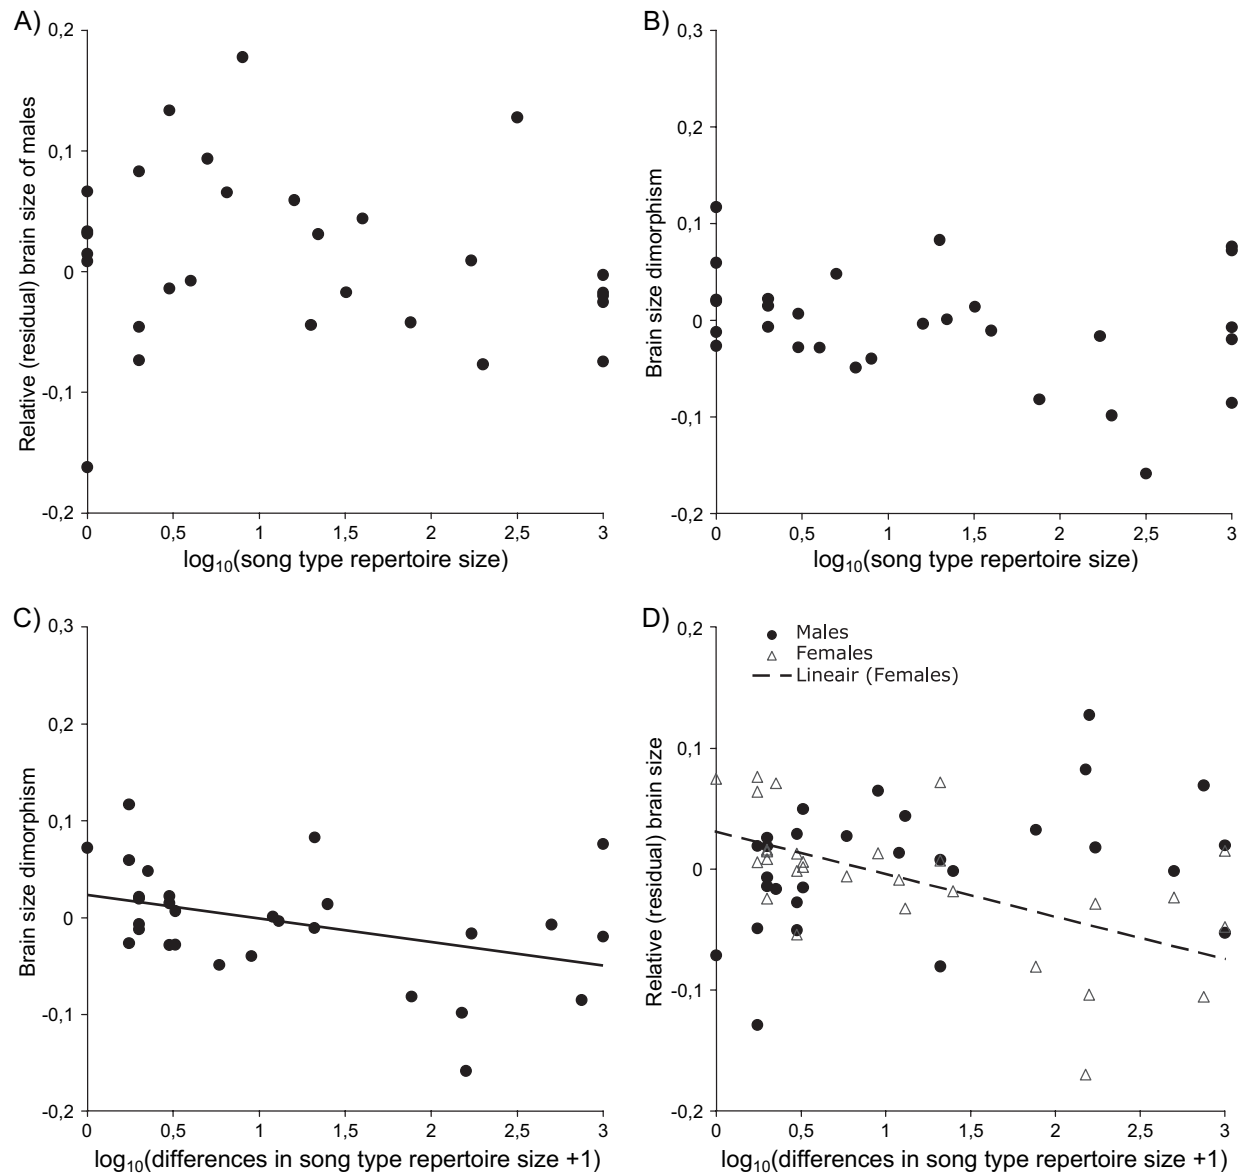 A)
0,2
0,1
0
-0,1
-0,2
Relative (residual) brain size of males
0 0,5 1 1,5 2 2,5 3
log10(song type repertoire size)
B)
0,3
0,2
0,1
0
-0,1
-0,2
Brain size dimorphism
0 0,5 1 1,5 2 2,5 3
log10(song type repertoire size)
C)
0,3
0,2
0,1
0
-0,1
-0,2
Brain size dimorphism
0 0,5 1 1,5 2 2,5 3
log10(differences in song type repertoire size +1)
D)
0,2
0,1
0
-0,1
-0,2
Relative (residual) brain size
Males
Females
Lineair (Females)
0 0,5 1 1,5 2 2,5 3
log10(differences in song type repertoire size +1)